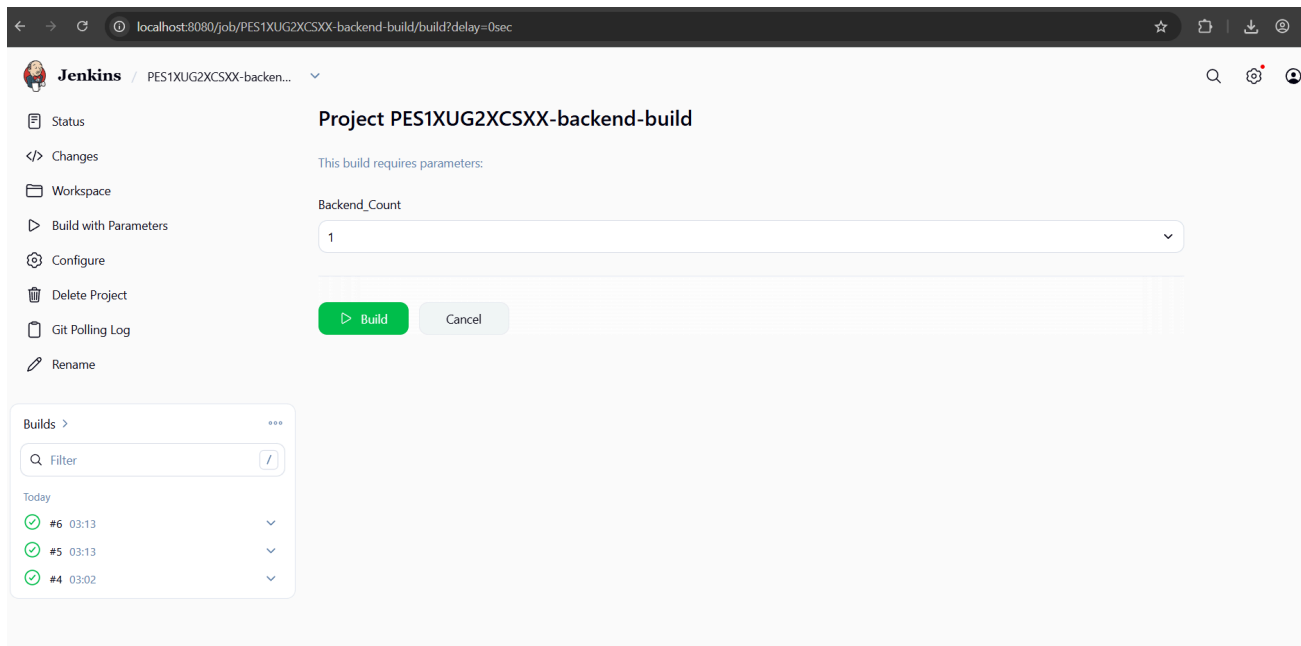 localhost:8080/job/PES1XUG2XCSXX-backend-build/build?delay=0sec
Jenkins / PES1XUG2XCSXX-backen...
Status
Changes
Workspace
Build with Parameters
Configure
Delete Project
Git Polling Log
Rename
Builds
Filter /
Today
#6 03:13
#5 03:13
#4 03:02
Project PES1XUG2XCSXX-backend-build
This build requires parameters:
Backend_Count
1
Build Cancel